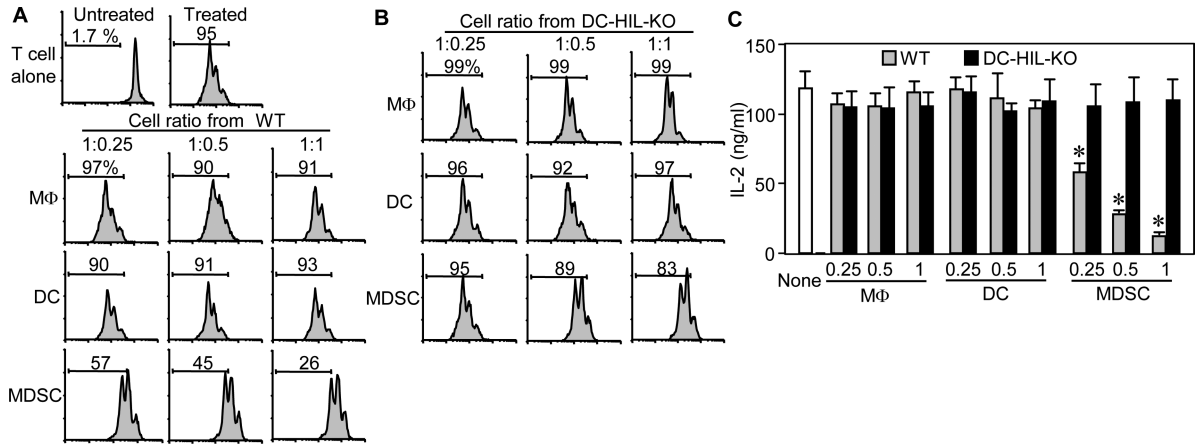 A
Untreated Treated
1.7 % 95
T cell
alone
Cell ratio from WT
1:0.25 1:0.5 1:1
97% 90 91
MΦ
90 91 93
DC
57 45 26
MDSC
B
Cell ratio from DC-HIL-KO
1:0.25 1:0.5 1:1
99% 99 99
MΦ
96 92 97
DC
95 89 83
MDSC
C
WT DC-HIL-KO
IL-2 (ng/ml)
150
100
50
0
* * *
0.25 0.5 1 0.25 0.5 1 0.25 0.5 1
None MΦ DC MDSC